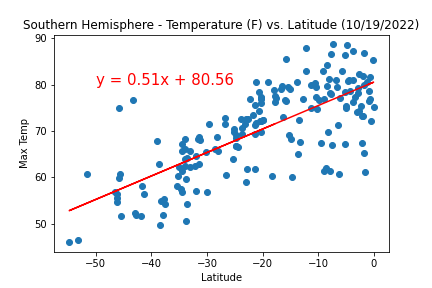 Southern Hemisphere - Temperature (F) vs. Latitude (10/19/2022)
90
80
70
60
50
Max Temp
y = 0.51x + 80.56
−50
−40
−30
−20
−10
0
Latitude